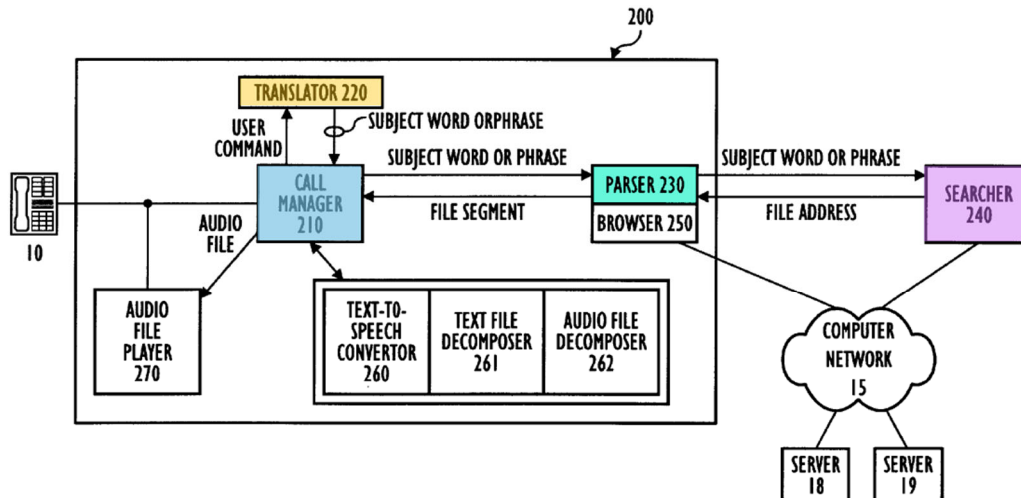 200
TRANSLATOR 220
USER
COMMAND
SUBJECT WORD ORPHRASE
SUBJECT WORD OR PHRASE
SUBJECT WORD OR PHRASE
CALL
MANAGER
210
PARSER 230
SEARCHER
240
FILE SEGMENT
BROWSER 250
FILE ADDRESS
10
AUDIO
FILE
AUDIO
FILE
PLAYER
270
TEXT-TO-
SPEECH
CONVERTOR
260
TEXT FILE
DECOMPOSER
261
AUDIO FILE
DECOMPOSER
262
COMPUTER
NETWORK
15
SERVER
18
SERVER
19